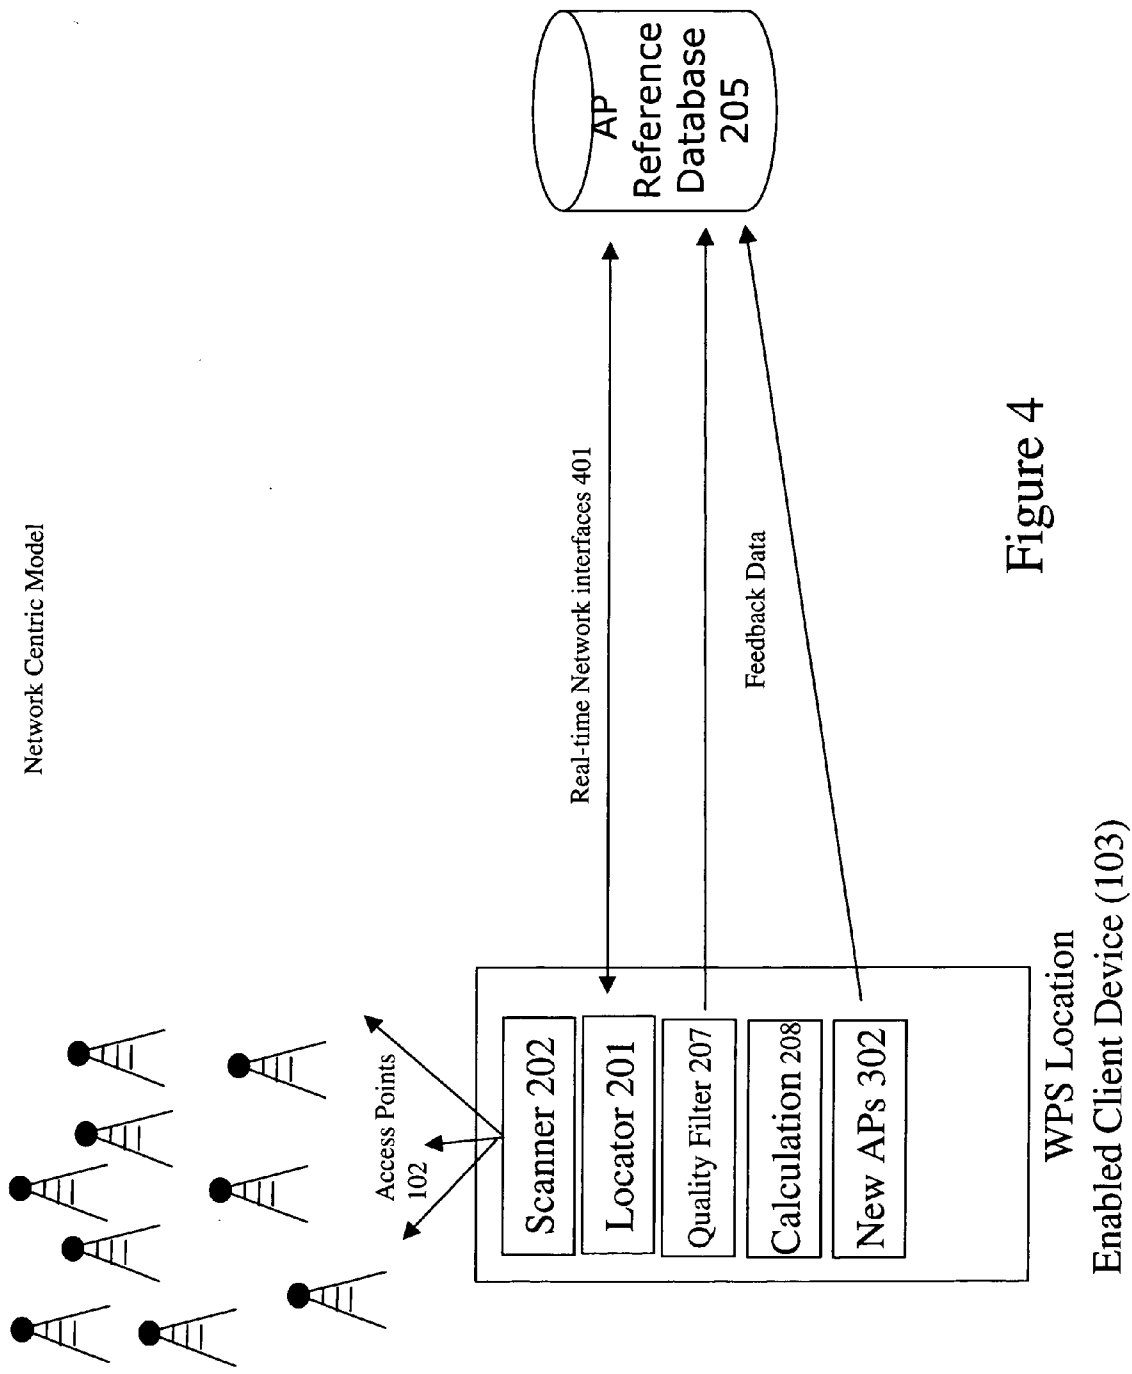 Network Centric Model
Access Points
102
Scanner 202
Locator 201
Quality Filter 207
Calculation 208
New APs 302
WPS Location
Enabled Client Device (103)
Real-time Network interfaces 401
Feedback Data
AP
Reference
Database
205
Figure 4